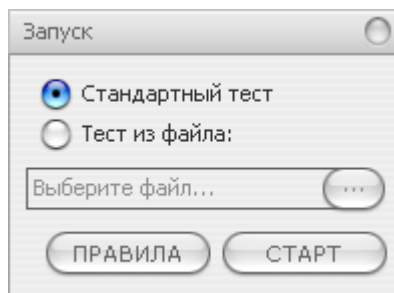 Запуск
Стандартный тест
Тест из файла:
Выберите файл... ...
ПРАВИЛА СТАРТ